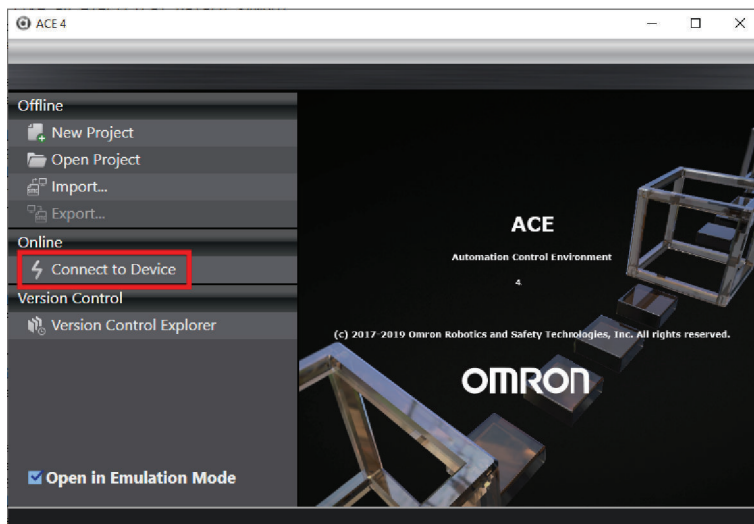 ACE 4
Offline
New Project
Open Project
Import...
Export...
Online
Connect to Device
Version Control
Version Control Explorer
Open in Emulation Mode
ACE
Automation Control Environment
4
(c) 2017-2019 Omron Robotics and Safety Technologies, Inc. All rights reserved.
OMRON